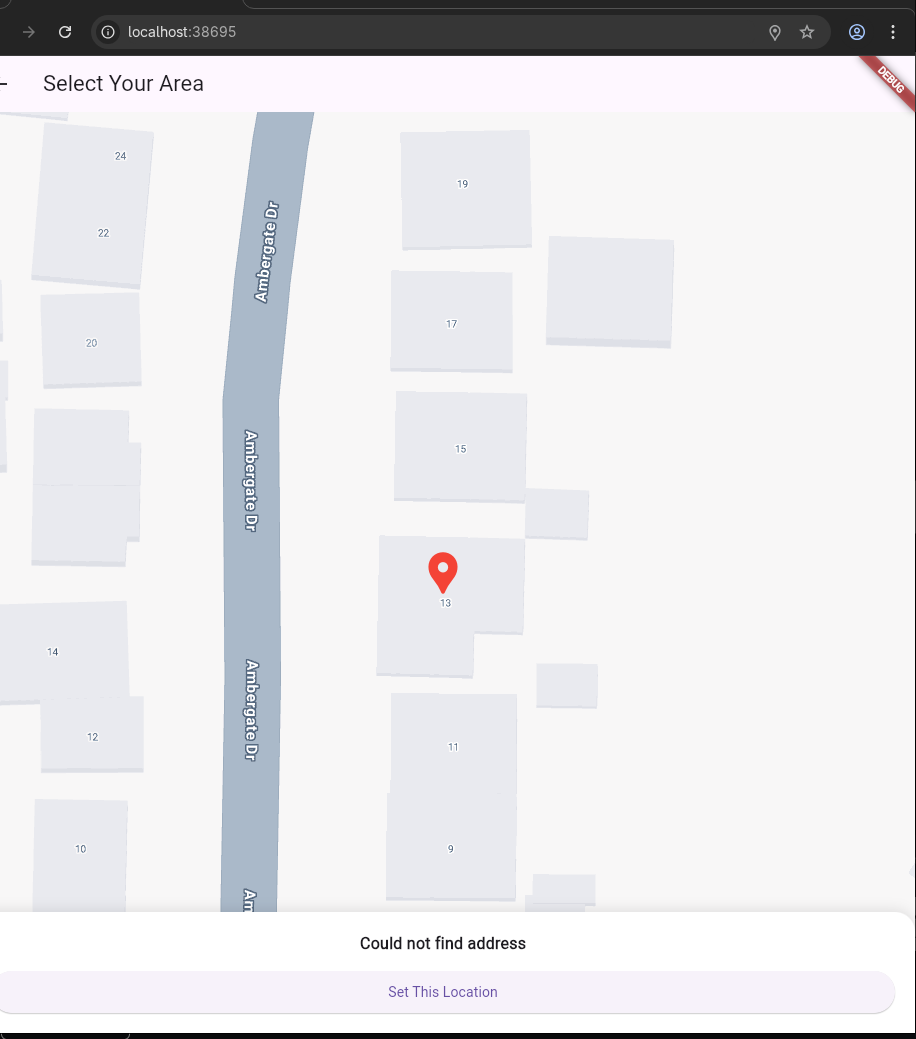 localhost:38695
Select Your Area
DEBUG
24
19
22
Ambergate Dr
17
20
15
Ambergate Dr
13
14
Ambergate Dr
12
11
10
9
Am
Could not find address
Set This Location